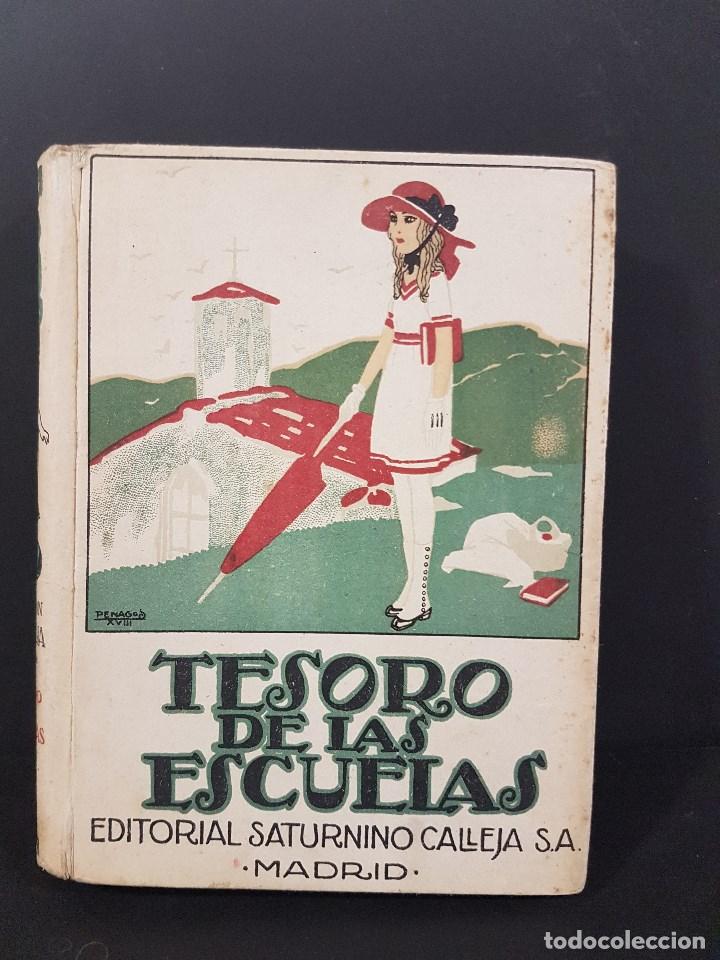 PENAGOS
XVIII
TESORO
DE LAS
ESCUELAS
EDITORIAL SATURNINO CALLEJA S.A.
·MADRID·
todocoleccion